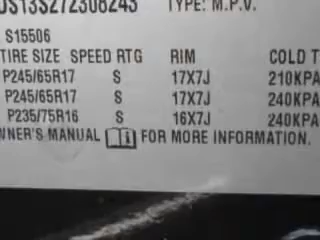 DS13S272308243 TYPE: M.P.V.
S15506
TIRE SIZE SPEED RTG RIM COLD T
P245/65R17 S 17X7J 210KPA
P245/65R17 S 17X7J 240KPA
P235/75R16 S 16X7J 240KPA
WNER'S MANUAL FOR MORE INFORMATION.